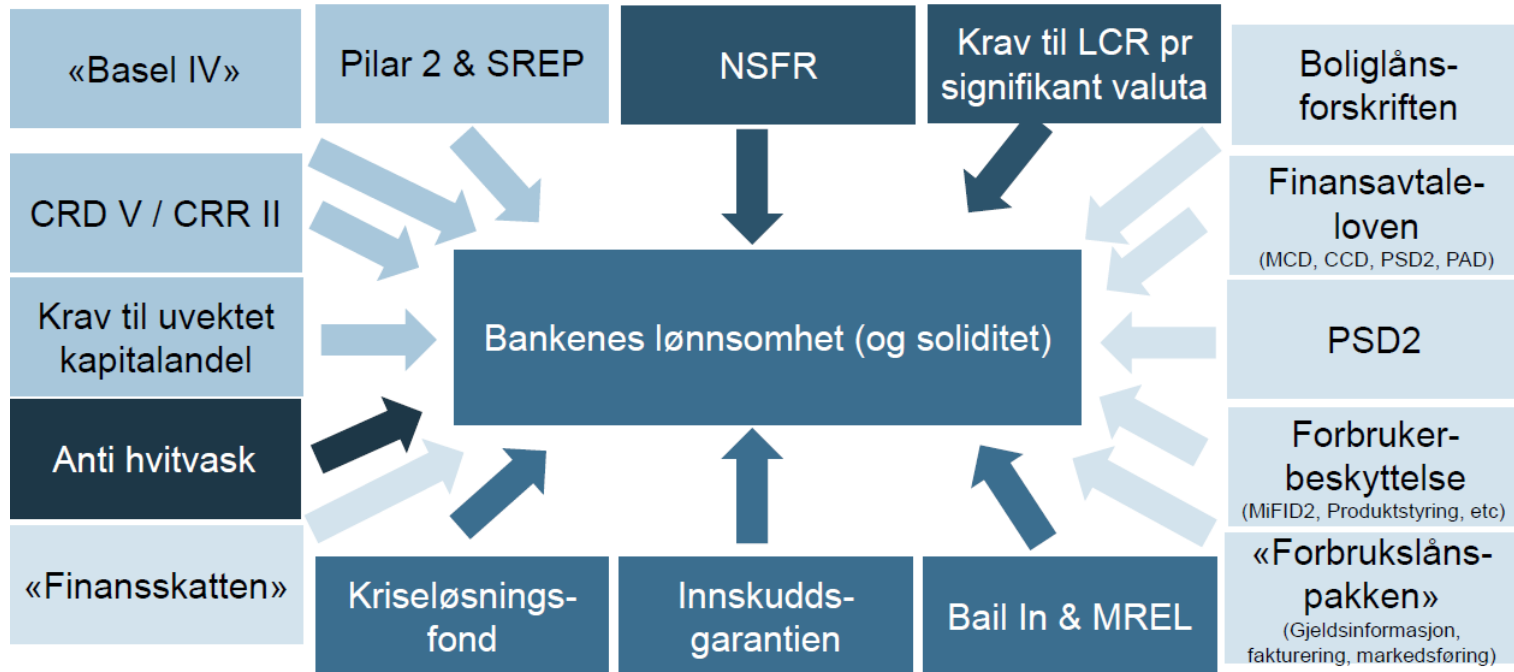 «Basel IV»
Pilar 2 & SREP
NSFR
Krav til LCR pr
signifikant valuta
Boliglåns-
forskriften
CRD V / CRR II
Finansavtale-
loven
(MCD, CCD, PSD2, PAD)
Krav til uvektet
kapitalandel
Bankenes lønnsomhet (og soliditet)
PSD2
Anti hvitvask
Forbruker-
beskyttelse
(MiFID2, Produktstyring, etc)
«Finansskatten»
Kriseløsnings-
fond
Innskudds-
garantien
Bail In & MREL
«Forbrukslåns-
pakken»
(Gjeldsinformasjon,
fakturering, markedsføring)